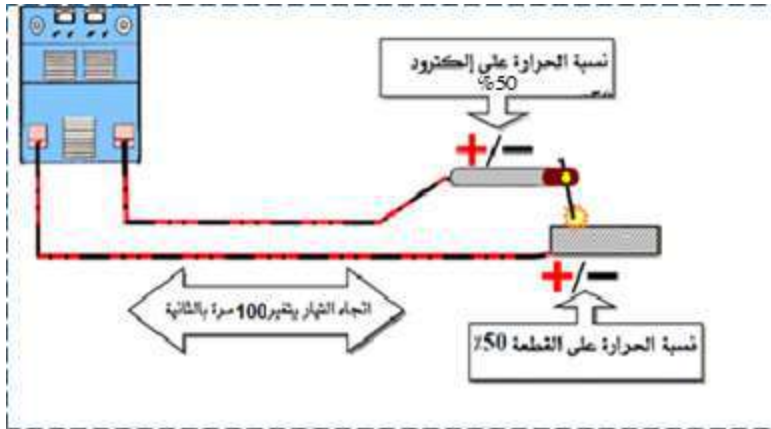 نسبة الحرارة على إلكترود
%50
+/-
+/-
اتجاه التيار يتغير 100 مرة بالثانية
نسبة الحرارة على القطعة 50٪